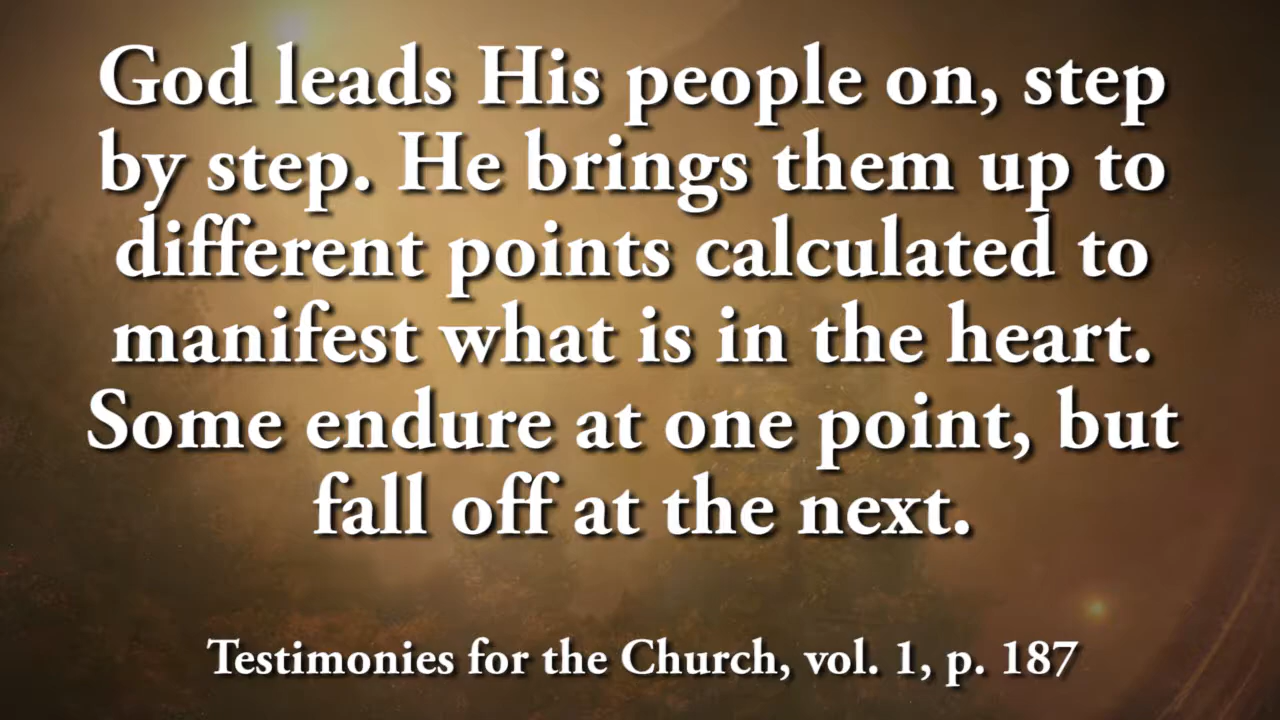 God leads His people on, step
by step. He brings them up to
different points calculated to
manifest what is in the heart.
Some endure at one point, but
fall off at the next.
Testimonies for the Church, vol. 1, p. 187